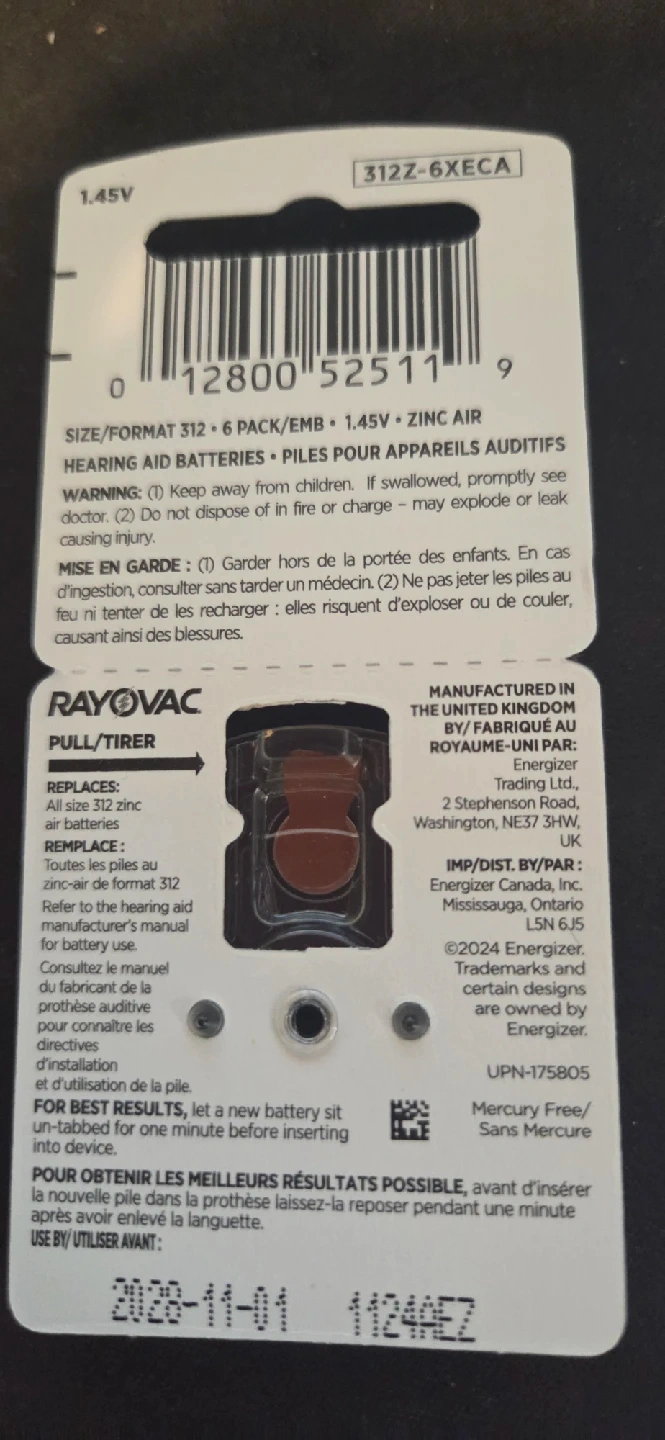 1.45V
312Z-6XECA
0 12800 52511 9
SIZE/FORMAT 312 • 6 PACK/EMB • 1.45V • ZINC AIR
HEARING AID BATTERIES • PILES POUR APPAREILS AUDITIFS
WARNING: (1) Keep away from children. If swallowed, promptly see
doctor. (2) Do not dispose of in fire or charge – may explode or leak
causing injury.
MISE EN GARDE : (1) Garder hors de la portée des enfants. En cas
d'ingestion, consulter sans tarder un médecin. (2) Ne pas jeter les piles au
feu ni tenter de les recharger : elles risquent d'exploser ou de couler,
causant ainsi des blessures.
RAYOVAC
PULL/TIRER
REPLACES:
All size 312 zinc
air batteries
REMPLACE :
Toutes les piles au
zinc-air de format 312
Refer to the hearing aid
manufacturer's manual
for battery use.
Consultez le manuel
du fabricant de la
prothèse auditive
pour connaître les
directives
d'installation
et d'utilisation de la pile.
MANUFACTURED IN
THE UNITED KINGDOM
BY/ FABRIQUÉ AU
ROYAUME-UNI PAR:
Energizer
Trading Ltd.,
2 Stephenson Road,
Washington, NE37 3HW,
UK
IMP/DIST. BY/PAR :
Energizer Canada, Inc.
Mississauga, Ontario
L5N 6J5
©2024 Energizer.
Trademarks and
certain designs
are owned by
Energizer.
UPN-175805
Mercury Free/
Sans Mercure
FOR BEST RESULTS, let a new battery sit
un-tabbed for one minute before inserting
into device.
POUR OBTENIR LES MEILLEURS RÉSULTATS POSSIBLE, avant d'insérer
la nouvelle pile dans la prothèse laissez-la reposer pendant une minute
après avoir enlevé la languette.
USE BY/ UTILISER AVANT :
2028-11-01 1124AEZ